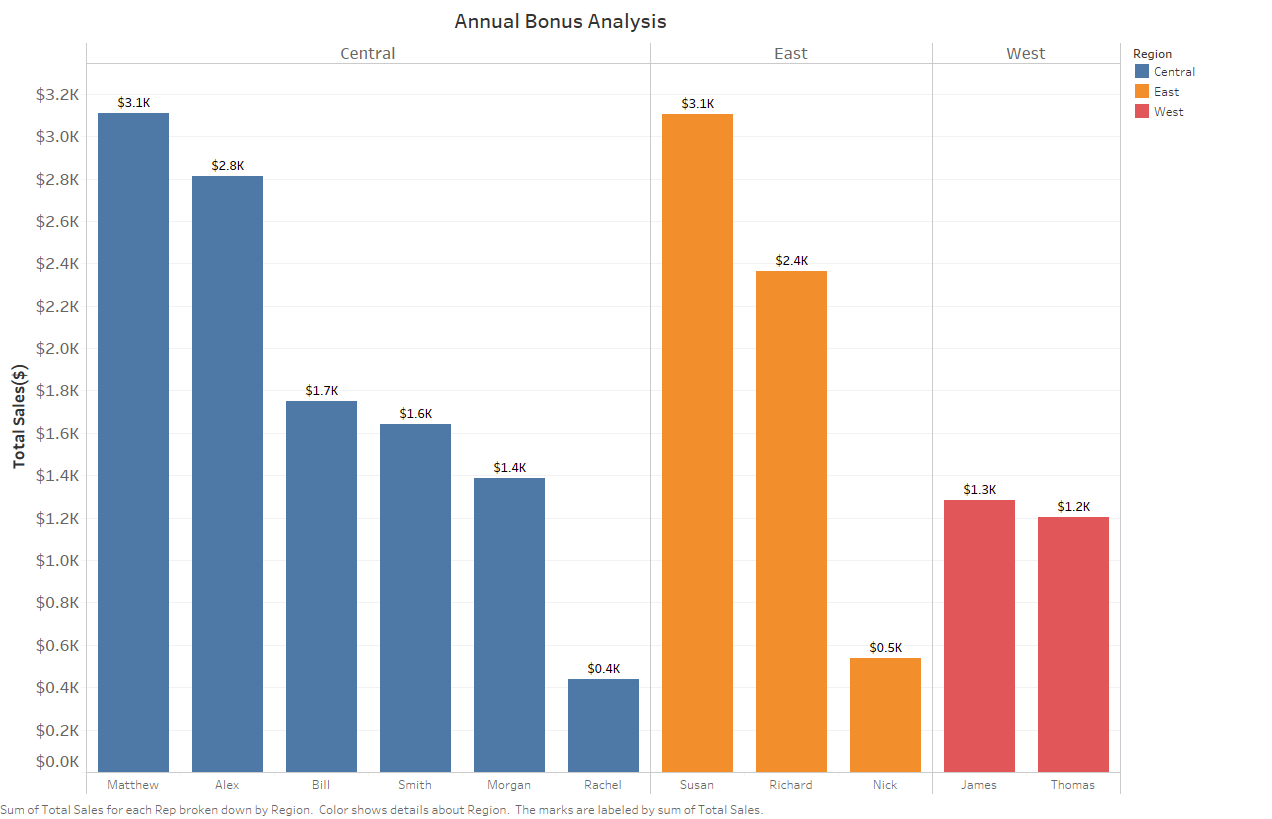 Annual Bonus Analysis
Central East West
Region
Central
East
West
Total Sales($)
$3.2K
$3.0K
$2.8K
$2.6K
$2.4K
$2.2K
$2.0K
$1.8K
$1.6K
$1.4K
$1.2K
$1.0K
$0.8K
$0.6K
$0.4K
$0.2K
$0.0K
$3.1K
$2.8K
$1.7K
$1.6K
$1.4K
$0.4K
$3.1K
$2.4K
$0.5K
$1.3K
$1.2K
Matthew Alex Bill Smith Morgan Rachel Susan Richard Nick James Thomas
Sum of Total Sales for each Rep broken down by Region.  Color shows details about Region.  The marks are labeled by sum of Total Sales.